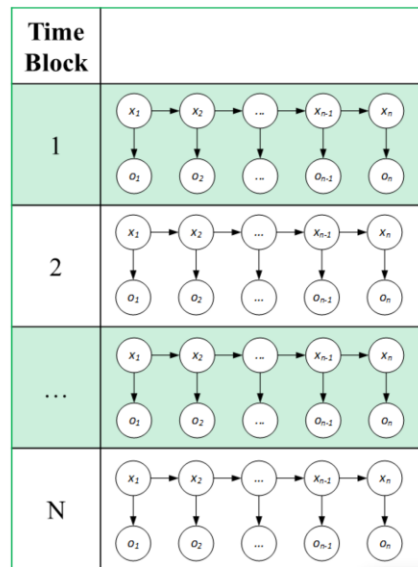 Time
Block
1
x1 x2 ... xn-1 xn
o1 o2 ... on-1 on
2
x1 x2 ... xn-1 xn
o1 o2 ... on-1 on
...
x1 x2 ... xn-1 xn
o1 o2 ... on-1 on
N
x1 x2 ... xn-1 xn
o1 o2 ... on-1 on